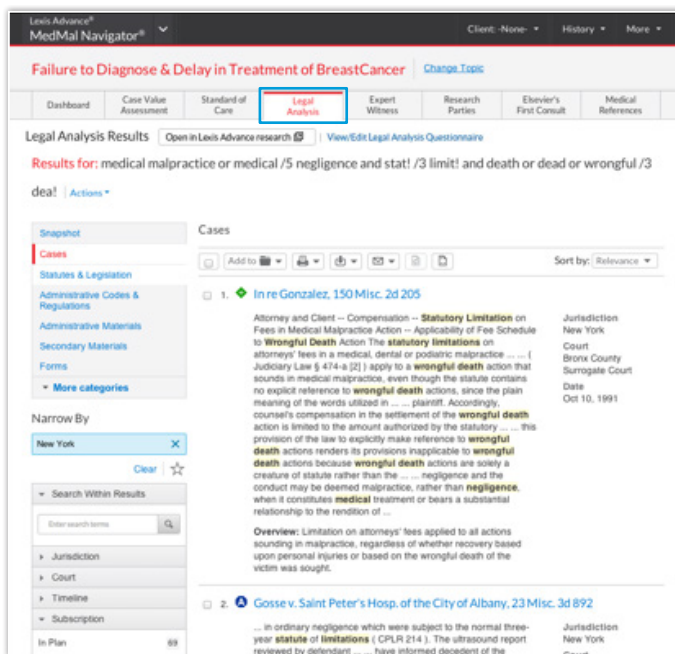 Lexis Advance®
MedMal Navigator®
Client: -None-
History
More
Failure to Diagnose & Delay in Treatment of BreastCancer
Change Topic
Dashboard
Case Value
Assessment
Standard of
Care
Legal
Analysis
Expert
Witness
Research
Parties
Elsevier's
First Consult
Medical
References
Legal Analysis Results
Open in Lexis Advance research
View/Edit Legal Analysis Questionnaire
Results for: medical malpractice or medical /5 negligence and stat! /3 limit! and death or dead or wrongful /3
dea!
Actions
Snapshot
Cases
Statutes & Legislation
Administrative Codes &
Regulations
Administrative Materials
Secondary Materials
Forms
More categories
Narrow By
New York
Clear
Search Within Results
Enter search terms
Jurisdiction
Court
Timeline
Subscription
In Plan 69
Cases
Add to
Sort by: Relevance
1. In re Gonzalez, 150 Misc. 2d 205
Attorney and Client -- Compensation -- Statutory Limitation on
Fees in Medical Malpractice Action -- Applicability of Fee Schedule
to Wrongful Death Action The statutory limitations on
attorneys' fees in a medical, dental or podiatric malpractice ... ... (
Judiciary Law § 474-a [2] ) apply to a wrongful death action that
sounds in medical malpractice, even though the statute contains
no explicit reference to wrongful death actions, since the plain
meaning of the words utilized in ... ... plaintiff. Accordingly,
counsel's compensation in the settlement of the wrongful death
action is limited to the amount authorized by the statutory ... ... this
provision of the law to explicitly make reference to wrongful
death actions renders its provisions inapplicable to wrongful
death actions because wrongful death actions are solely a
creature of statute rather than the ... ... negligence and the
conduct may be deemed malpractice, rather than negligence,
when it constitutes medical treatment or bears a substantial
relationship to the rendition of ...
Overview: Limitation on attorneys' fees applied to all actions
sounding in malpractice, regardless of whether recovery based
upon personal injuries or based on the wrongful death of the
victim was sought.
Jurisdiction
New York
Court
Bronx County
Surrogate Court
Date
Oct 10, 1991
2. A Gosse v. Saint Peter's Hosp. of the City of Albany, 23 Misc. 3d 892
... in ordinary negligence which were subject to the normal three-
year statute of limitations ( CPLR 214 ). The ultrasound report
reviewed by defendant ... ... have informed decedent of the
Jurisdiction
New York
Court